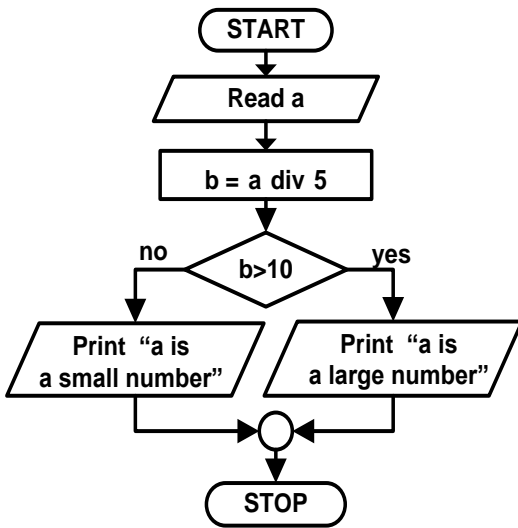 START
Read a
b = a div 5
no
b>10
yes
Print “a is
a small number”
Print “a is
a large number”
STOP